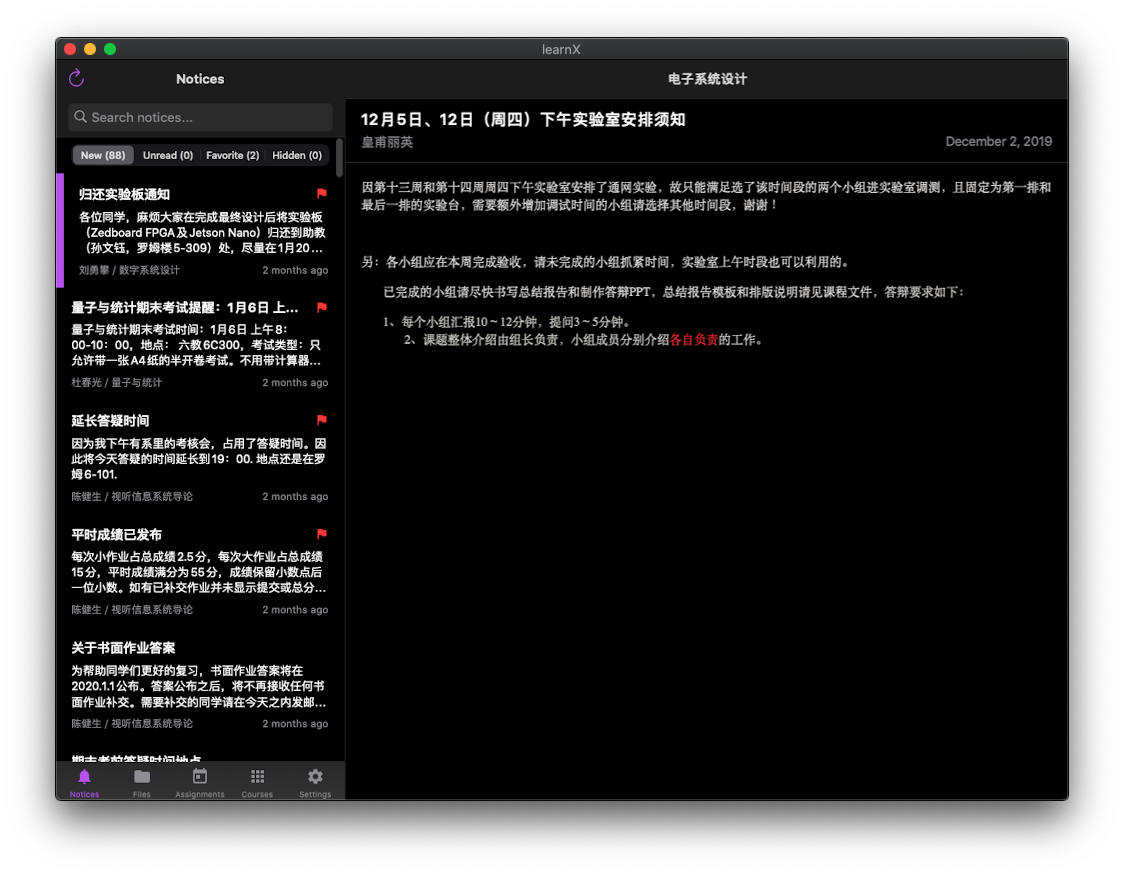 learnX
Notices
电子系统设计
Search notices...
New (88)
Unread (0)
Favorite (2)
Hidden (0)
归还实验板通知
各位同学，麻烦大家在完成最终设计后将实验板
（Zedboard FPGA及Jetson Nano）归还到助教
（孙文钰，罗姆楼5-309）处，尽量在1月20...
刘勇攀 / 数字系统设计
2 months ago
量子与统计期末考试提醒：1月6日 上...
量子与统计期末考试时间：1月6日 上午8：
00-10：00，地点： 六教6C300，考试类型：只
允许带一张A4纸的半开卷考试。不用带计算器...
杜春光 / 量子与统计
2 months ago
延长答疑时间
因为我下午有系里的考核会，占用了答疑时间。因
此将今天答疑的时间延长到19：00. 地点还是在罗
姆6-101.
陈健生 / 视听信息系统导论
2 months ago
平时成绩已发布
每次小作业占总成绩2.5分，每次大作业占总成绩
15分，平时成绩满分为55分，成绩保留小数点后
一位小数。如有已补交作业并未显示提交或总分...
陈健生 / 视听信息系统导论
2 months ago
关于书面作业答案
为帮助同学们更好的复习，书面作业答案将在
2020.1.1公布。答案公布之后，将不再接收任何书
面作业补交。需要补交的同学请在今天之内发邮...
陈健生 / 视听信息系统导论
2 months ago
期末考前答疑时间地点
Notices
Files
Assignments
Courses
Settings
12月5日、12日（周四）下午实验室安排须知
皇甫丽英
December 2, 2019
因第十三周和第十四周周四下午实验室安排了通网实验，故只能满足选了该时间段的两个小组进实验室调测，且固定为第一排和
最后一排的实验台，需要额外增加调试时间的小组请选择其他时间段，谢谢！
另：各小组应在本周完成验收，请未完成的小组抓紧时间，实验室上午时段也可以利用的。
已完成的小组请尽快书写总结报告和制作答辩PPT，总结报告模板和排版说明请见课程文件，答辩要求如下：
1、每个小组汇报10～12分钟，提问3～5分钟。
2、课题整体介绍由组长负责，小组成员分别介绍各自负责的工作。